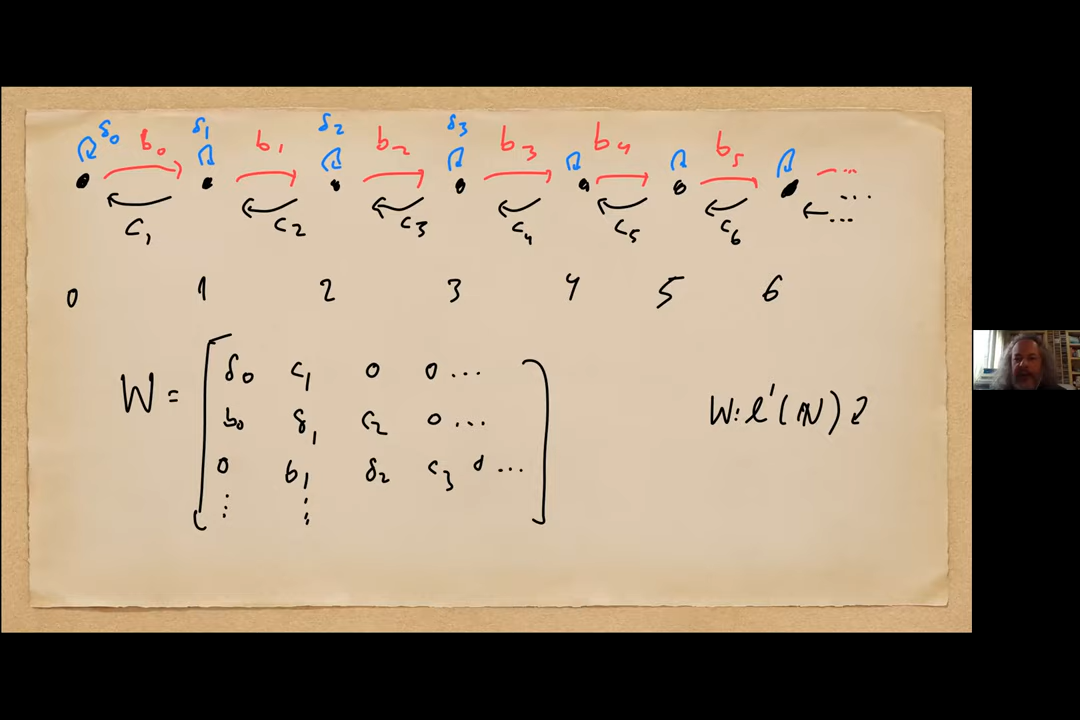 δ₀ b₀ δ₁ b₁ δ₂ b₂ δ₃ b₃ b₄ b₅ ...
c₁ c₂ c₃ c₄ c₅ c₆ ...
0 1 2 3 4 5 6
W =
δ₀ c₁ 0 0 ...
b₀ δ₁ c₂ 0 ...
0 b₁ δ₂ c₃ 0 ...
⋮ ⋮
W: ℓ¹(ℕ)